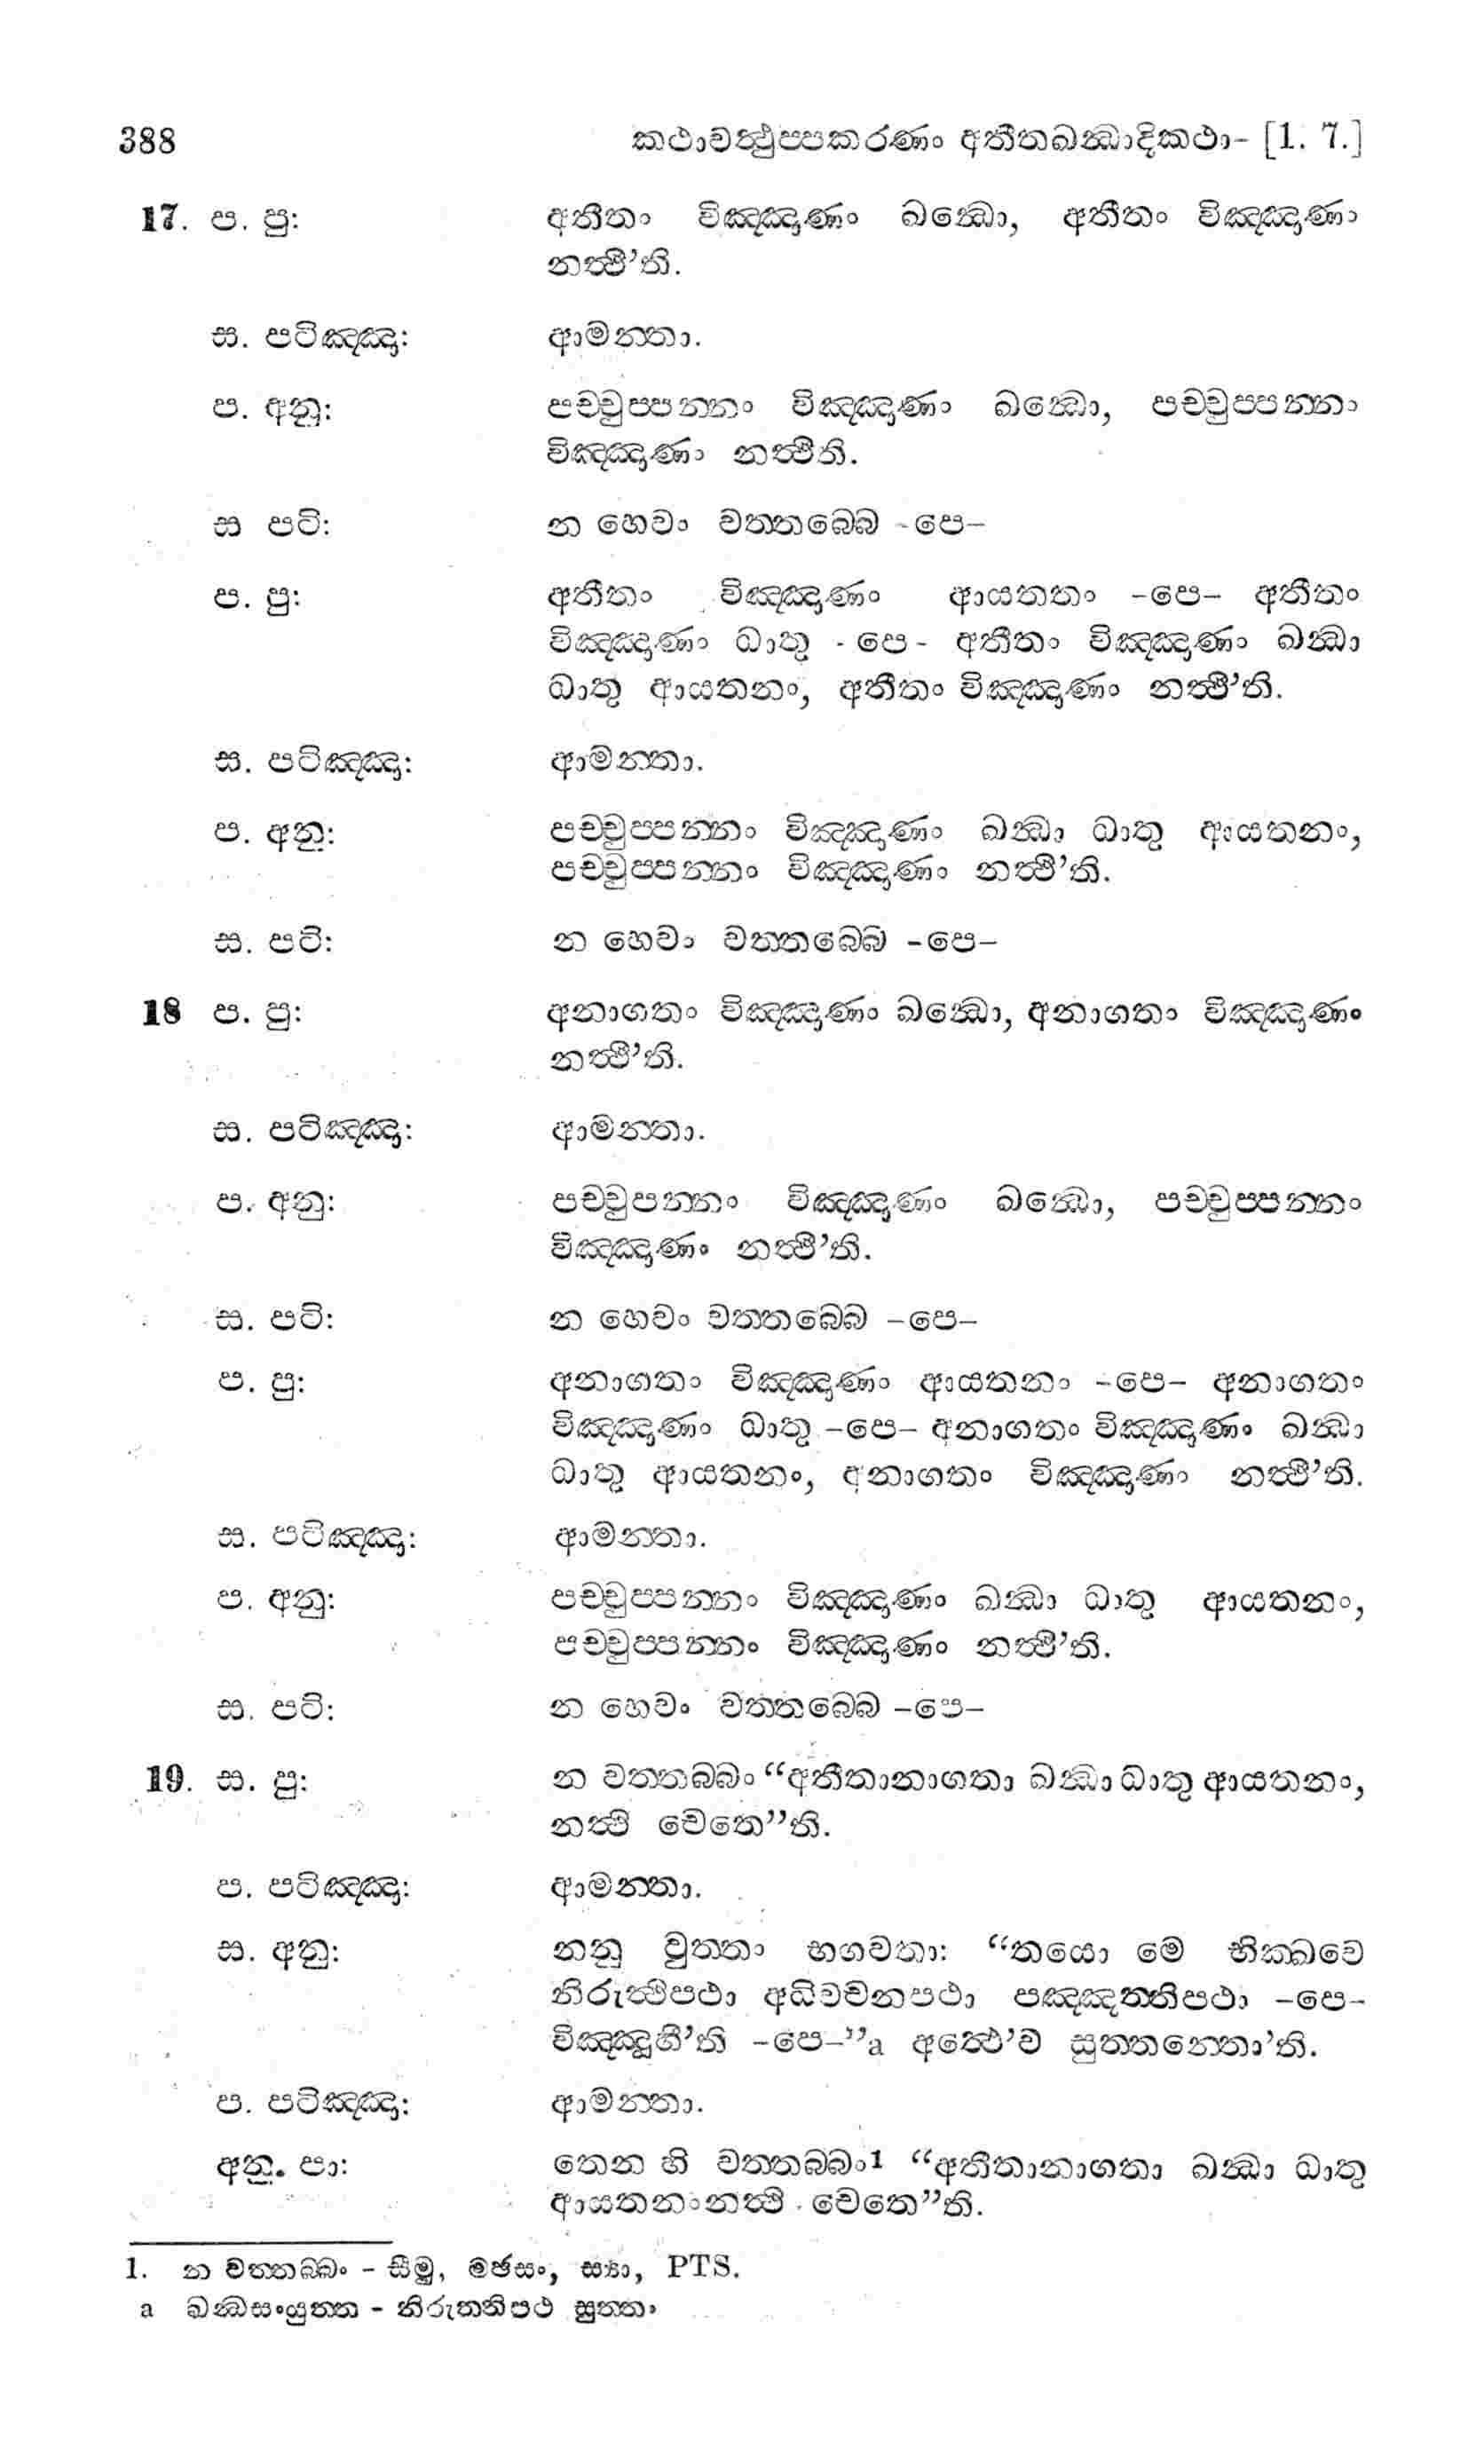 388 කථාවත්‍ථුප‍්පකරණං අතීතඛන්‍ධාදිකථා- [1. 7.]
17. ප. පු: අතීතං විඤ‍්ඤාණං ඛන්‍ධො, අතීතං විඤ‍්ඤාණං
නත්‍ථී’ති.
ස. පටිඤ‍්ඤා: ආමන‍්තා.
ප. අනු: පච‍්චුප‍්පන‍්නං විඤ‍්ඤාණං ඛන්‍ධො, පච‍්චුප‍්පන‍්නං
විඤ‍්ඤාණං නත්‍ථීති.
ස පටි: න හෙවං වත‍්තබ‍්බෙ -පෙ-
ප. පු: අතීතං විඤ‍්ඤාණං ආයතනං -පෙ- අතීතං
විඤ‍්ඤාණං ධාතු - පෙ - අතීතං විඤ‍්ඤාණං ඛන්‍ධා
ධාතු ආයතනං, අතීතං විඤ‍්ඤාණං නත්‍ථී’ති.
ස. පටිඤ‍්ඤා: ආමන‍්තා.
ප. අනු: පච‍්චුප‍්පන‍්නං විඤ‍්ඤාණං ඛන්‍ධා ධාතු ආයතනං,
පච‍්චුප‍්පන‍්නං විඤ‍්ඤාණං නත්‍ථී’ති.
ස. පටි: න හෙවං වත‍්තබ‍්බෙ -පෙ-
18 ප. පු: අනාගතං විඤ‍්ඤාණං ඛන්‍ධො, අනාගතං විඤ‍්ඤාණං
නත්‍ථී’ති.
ස. පටිඤ‍්ඤා: ආමන‍්තා.
ප. අනු: පච‍්චුපන‍්නං විඤ‍්ඤාණං ඛන්‍ධො, පච‍්චුප‍්පන‍්නං
විඤ‍්ඤාණං නත්‍ථී’ති.
ස. පටි: න හෙවං වත‍්තබ‍්බෙ -පෙ-
ප. පු: අනාගතං විඤ‍්ඤාණං ආයතනං -පෙ- අනාගතං
විඤ‍්ඤාණං ධාතු -පෙ- අනාගතං විඤ‍්ඤාණං ඛන්‍ධා
ධාතු ආයතනං, අනාගතං විඤ‍්ඤාණං නත්‍ථී’ති.
ස. පටිඤ‍්ඤා: ආමන‍්තා.
ප. අනු: පච‍්චුප‍්පන‍්නං විඤ‍්ඤාණං ඛන්‍ධා ධාතු ආයතනං,
පච‍්චුප‍්පන‍්නං විඤ‍්ඤාණං නත්‍ථී’ති.
ස. පටි: න හෙවං වත‍්තබ‍්බෙ -පෙ-
19. ස. පු: න වත‍්තබ‍්බං “අතීතානාගතා ඛන්‍ධා ධාතු ආයතනං,
නත්‍ථි චෙතෙ”ති.
ප. පටිඤ‍්ඤා: ආමන‍්තා.
ස. අනු: නනු වුත‍්තං භගවතා: “තයො මෙ භික‍්ඛවෙ
නිරුත්‍ථිපථා අධිවචනපථා පඤ‍්ඤත‍්තිපථා -පෙ-
විඤ‍්ඤූහී’ති -පෙ-”a අත්‍ථෙ’ව සුත‍්තන‍්තො’ති.
ප. පටිඤ‍්ඤා: ආමන‍්තා.
අනු. පා: තෙන හි වත‍්තබ‍්බං1 “අතීතානාගතා ඛන්‍ධා ධාතු
ආයතනංනත්‍ථි චෙතෙ”ති.
1. න වත‍්තබ‍්බං - සීමු, මඡසං, ස්‍යා, PTS.
a ඛන්‍ධසංයුත‍්ත - නිරුත‍්තිපථ සුත‍්තං